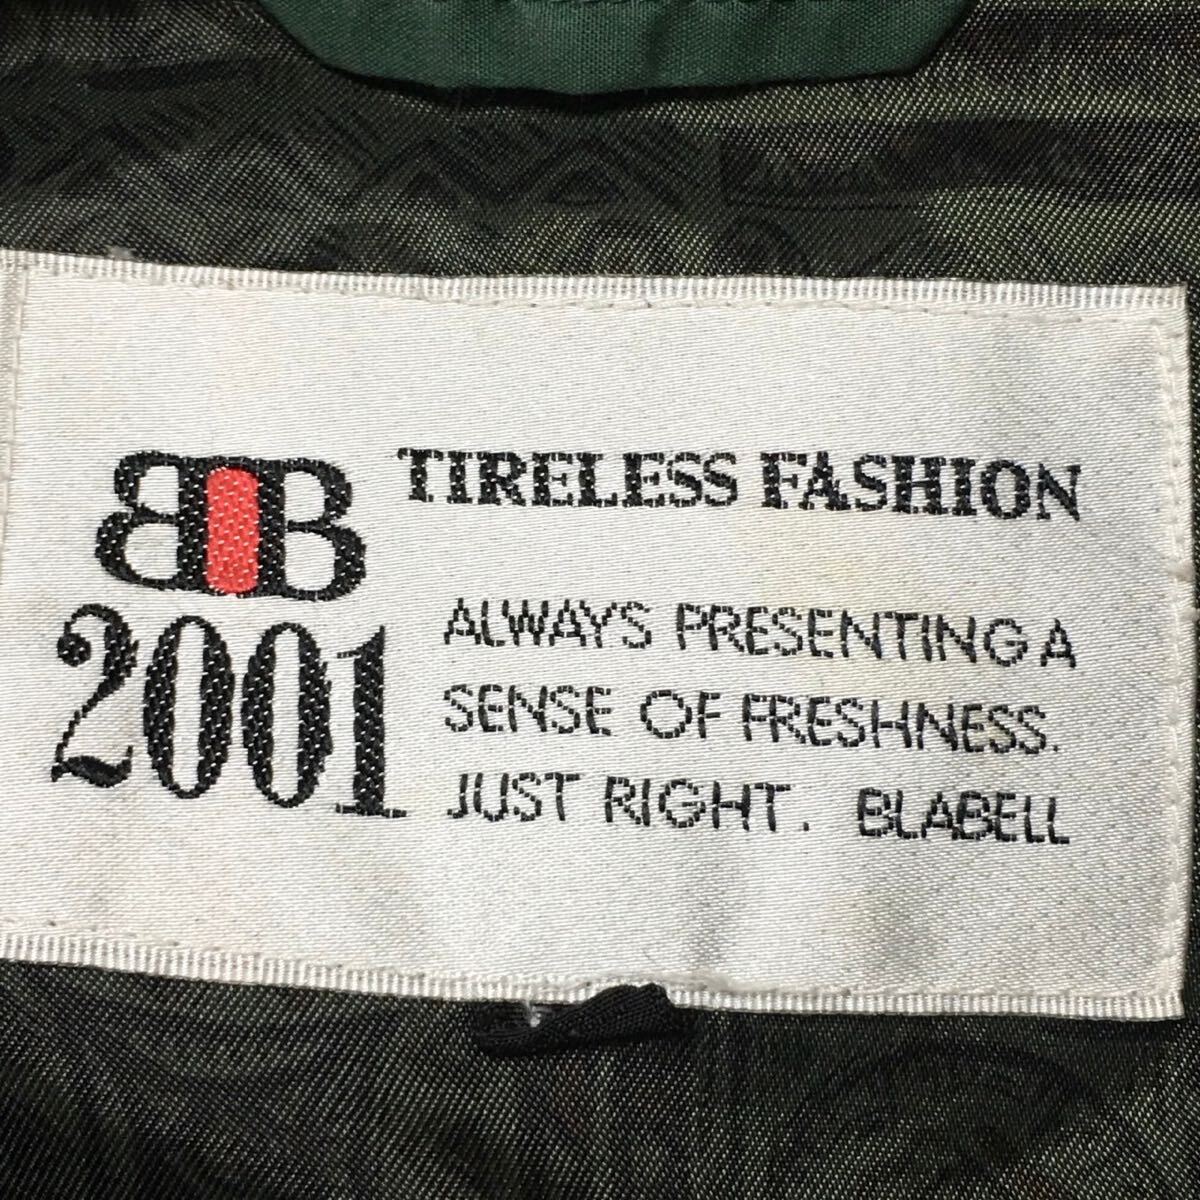 BB
TIRELESS FASHION
2001
ALWAYS PRESENTING A
SENSE OF FRESHNESS.
JUST RIGHT. BLABELL